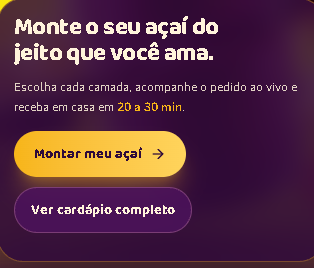 Monte o seu açaí do
jeito que você ama.
Escolha cada camada, acompanhe o pedido ao vivo e
receba em casa em 20 a 30 min.
Montar meu açaí →
Ver cardápio completo